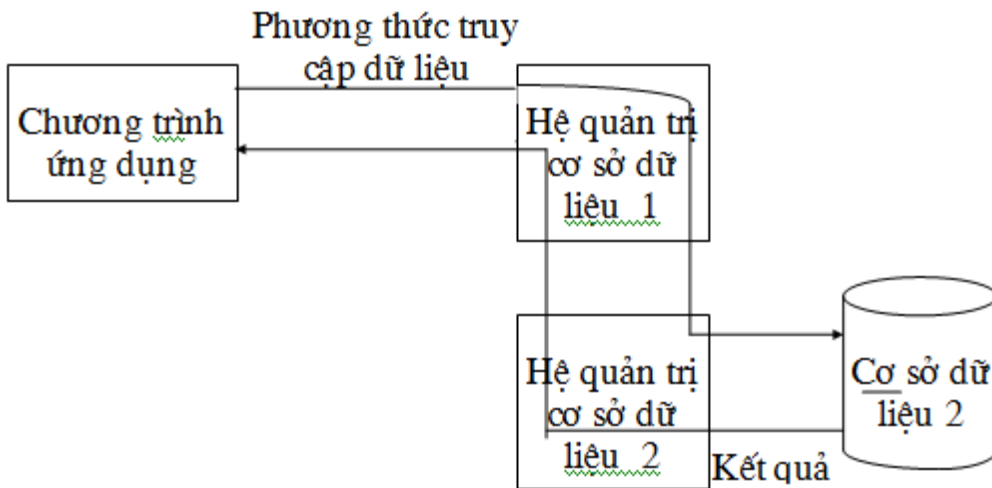 Phương thức truy
cập dữ liệu
Chương trình
ứng dụng
Hệ quản trị
cơ sở dữ
liệu 1
Hệ quản trị
cơ sở dữ
liệu 2
Cơ sở dữ
liệu 2
Kết quả